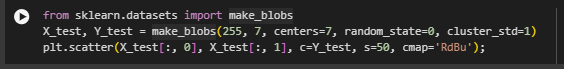 from sklearn.datasets import make_blobs
X_test, Y_test = make_blobs(255, 7, centers=7, random_state=0, cluster_std=1)
plt.scatter(X_test[:, 0], X_test[:, 1], c=Y_test, s=50, cmap='RdBu');